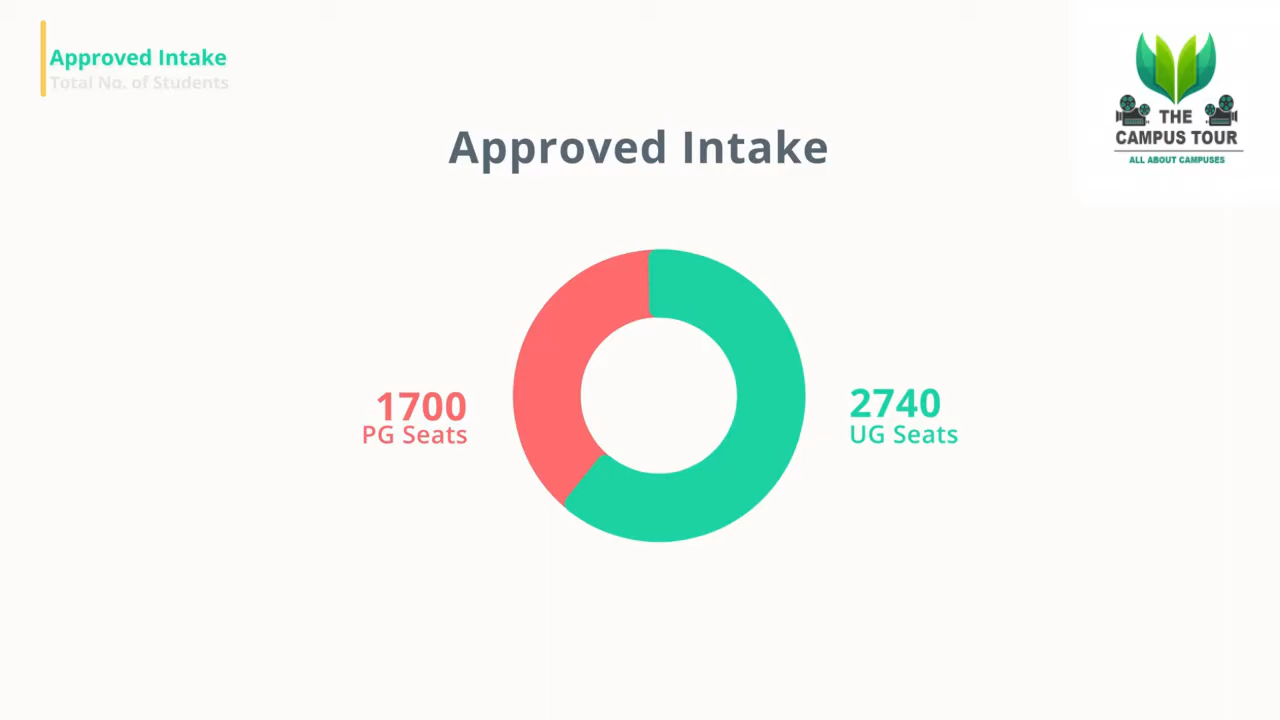 Approved Intake
Total No. of Students
THE
CAMPUS TOUR
ALL ABOUT CAMPUSES
Approved Intake
1700
PG Seats
2740
UG Seats